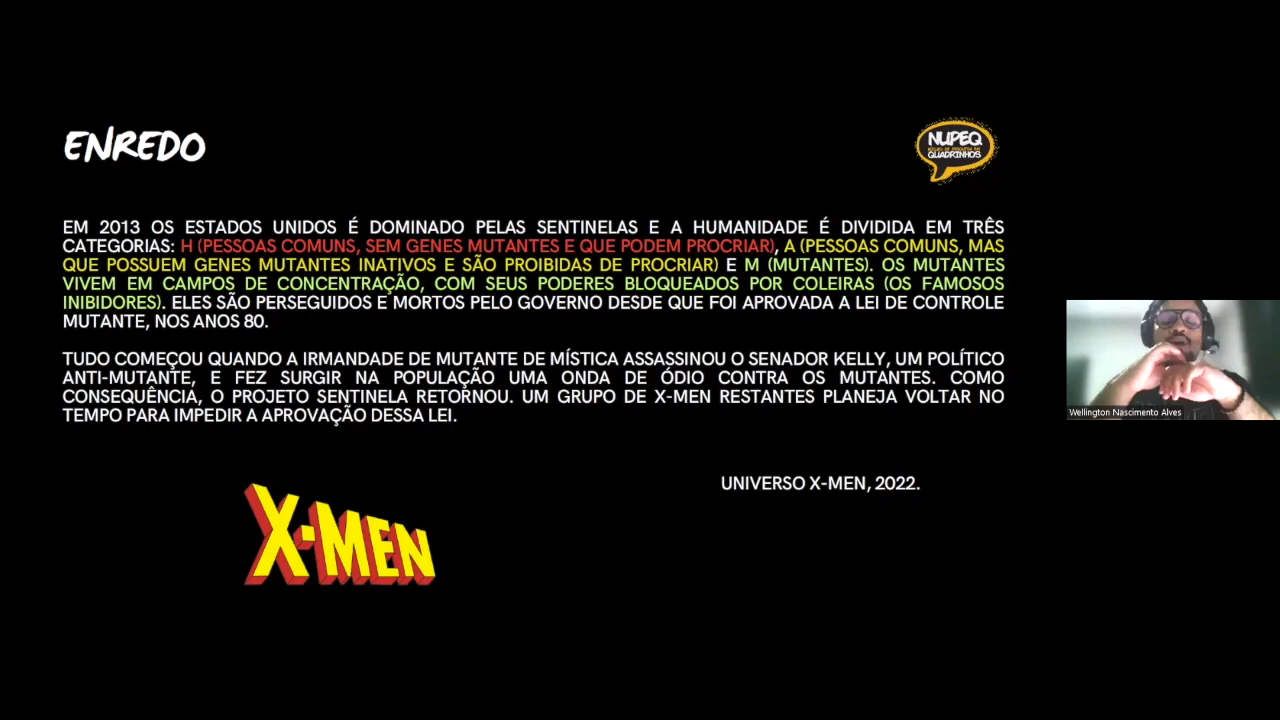 ENREDO
NUPEQ
NÚCLEO DE PESQUISA EM
QUADRINHOS
EM 2013 OS ESTADOS UNIDOS É DOMINADO PELAS SENTINELAS E A HUMANIDADE É DIVIDIDA EM TRÊS
CATEGORIAS: H (PESSOAS COMUNS, SEM GENES MUTANTES E QUE PODEM PROCRIAR), A (PESSOAS COMUNS, MAS
QUE POSSUEM GENES MUTANTES INATIVOS E SÃO PROIBIDAS DE PROCRIAR) E M (MUTANTES). OS MUTANTES
VIVEM EM CAMPOS DE CONCENTRAÇÃO, COM SEUS PODERES BLOQUEADOS POR COLEIRAS (OS FAMOSOS
INIBIDORES). ELES SÃO PERSEGUIDOS E MORTOS PELO GOVERNO DESDE QUE FOI APROVADA A LEI DE CONTROLE
MUTANTE, NOS ANOS 80.
TUDO COMEÇOU QUANDO A IRMANDADE DE MUTANTE DE MÍSTICA ASSASSINOU O SENADOR KELLY, UM POLÍTICO
ANTI-MUTANTE, E FEZ SURGIR NA POPULAÇÃO UMA ONDA DE ÓDIO CONTRA OS MUTANTES. COMO
CONSEQUÊNCIA, O PROJETO SENTINELA RETORNOU. UM GRUPO DE X-MEN RESTANTES PLANEJA VOLTAR NO
TEMPO PARA IMPEDIR A APROVAÇÃO DESSA LEI.
UNIVERSO X-MEN, 2022.
X-MEN
Wellington Nascimento Alves